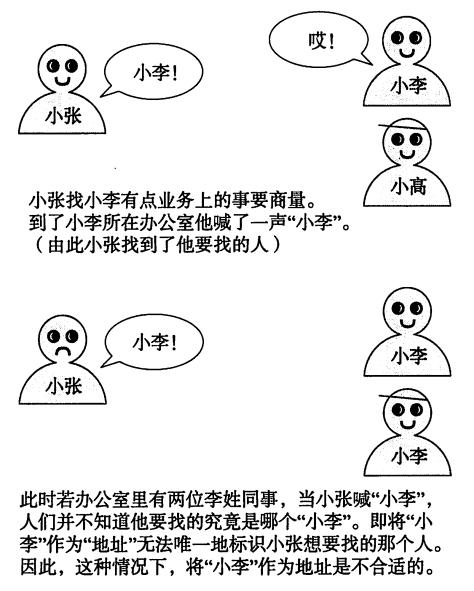 小李！
哎！
小张
小李
小高
小张找小李有点业务上的事要商量。
到了小李所在办公室他喊了一声“小李”。
（由此小张找到了他要找的人）
小李！
小张
小李
小李
此时若办公室里有两位李姓同事，当小张喊“小李”，
人们并不知道他要找的究竟是哪个“小李”。即将“小
李”作为“地址”无法唯一地标识小张想要找的那个人。
因此，这种情况下，将“小李”作为地址是不合适的。